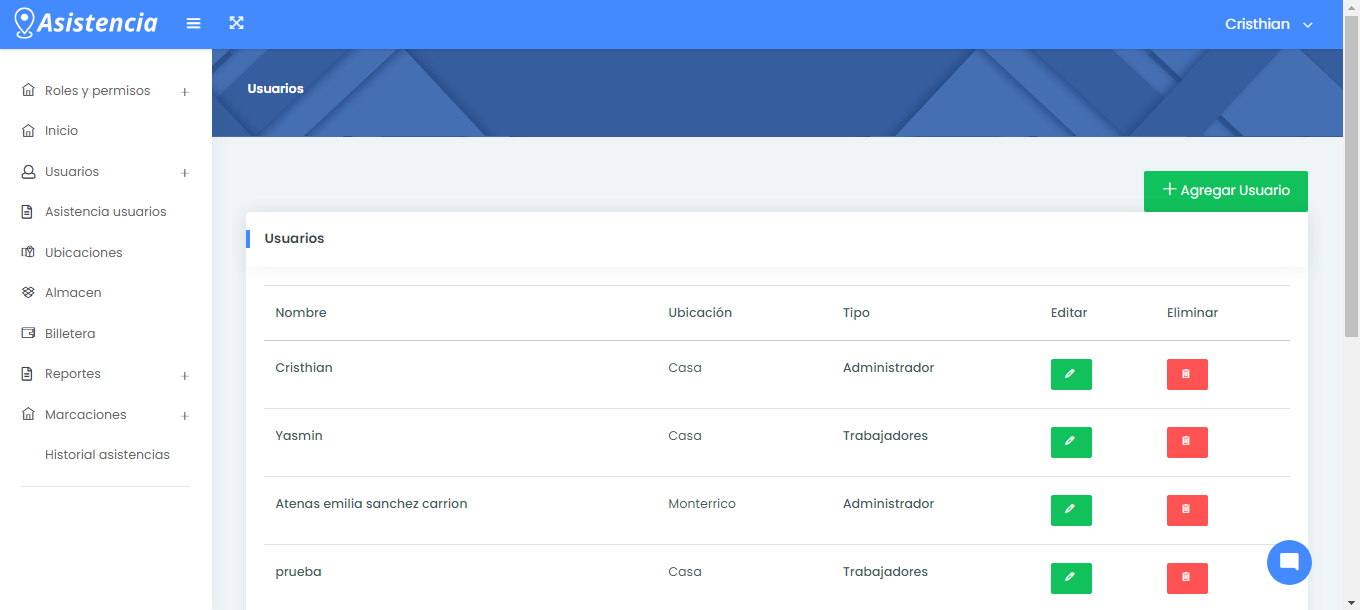 Asistencia
Cristhian
Roles y permisos +
Inicio
Usuarios +
Asistencia usuarios
Ubicaciones
Almacen
Billetera
Reportes +
Marcaciones +
Historial asistencias
Usuarios
+ Agregar Usuario
Usuarios
Nombre Ubicación Tipo Editar Eliminar
Cristhian Casa Administrador
Yasmin Casa Trabajadores
Atenas emilia sanchez carrion Monterrico Administrador
prueba Casa Trabajadores